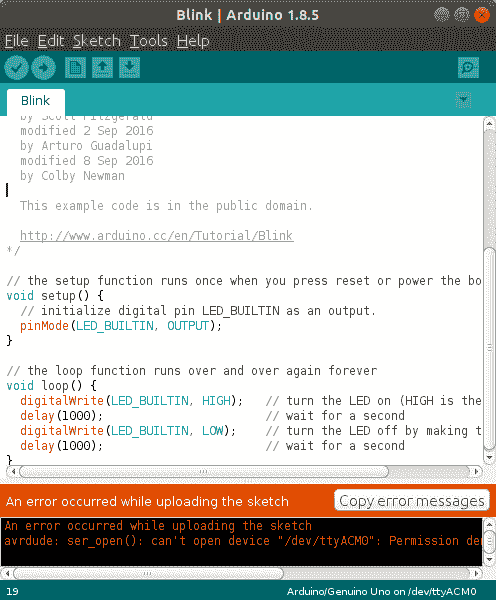 Blink | Arduino 1.8.5
File Edit Sketch Tools Help
Blink
by Scott Fitzgerald
modified 2 Sep 2016
by Arturo Guadalupi
modified 8 Sep 2016
by Colby Newman
This example code is in the public domain.
http://www.arduino.cc/en/Tutorial/Blink
*/
// the setup function runs once when you press reset or power the bo
void setup() {
// initialize digital pin LED_BUILTIN as an output.
pinMode(LED_BUILTIN, OUTPUT);
}
// the loop function runs over and over again forever
void loop() {
digitalWrite(LED_BUILTIN, HIGH);   // turn the LED on (HIGH is the
delay(1000);                       // wait for a second
digitalWrite(LED_BUILTIN, LOW);    // turn the LED off by making t
delay(1000);                       // wait for a second
}
An error occurred while uploading the sketch
Copy error messages
An error occurred while uploading the sketch
avrdude: ser_open(): can't open device "/dev/ttyACM0": Permission de
19
Arduino/Genuino Uno on /dev/ttyACM0